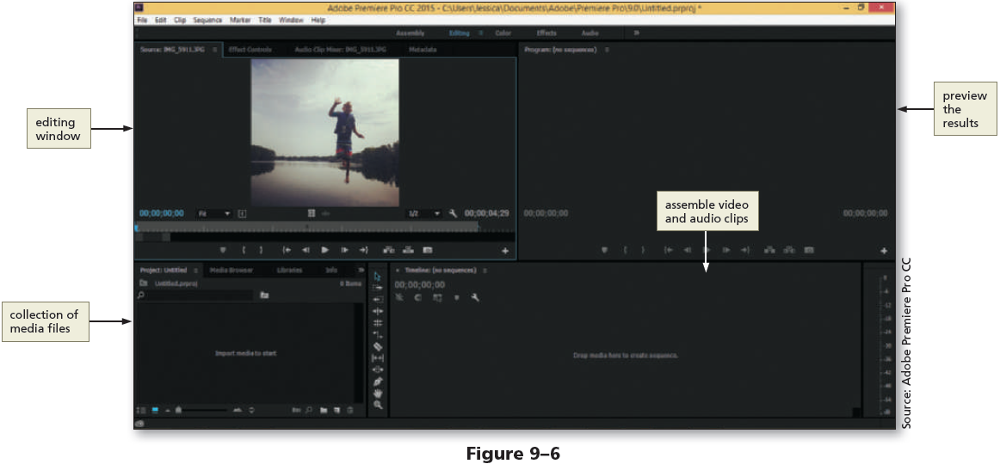 Adobe Premiere Pro CC 2015 - C:\Users\Jessica\Documents\Adobe\Premiere Pro\9.0\Untitled.prproj *
File Edit Clip Sequence Marker Title Window Help
Assembly Editing Color Effects Audio
Source: IMG_5911.JPG Effect Controls Audio Clip Mixer: IMG_5911.JPG Metadata
Program: (no sequences)
editing
window
preview
the
results
assemble video
and audio clips
00;00;00;00 Fit 1/2 00;00;04;29
00;00;00;00 00;00;00;00
Project: Untitled Media Browser Libraries Info
Untitled.prproj 0 Items
Timeline: (no sequences)
00;00;00;00
collection of
media files
Import media to start
Drop media here to create sequence.
Source: Adobe Premiere Pro CC
Figure 9–6